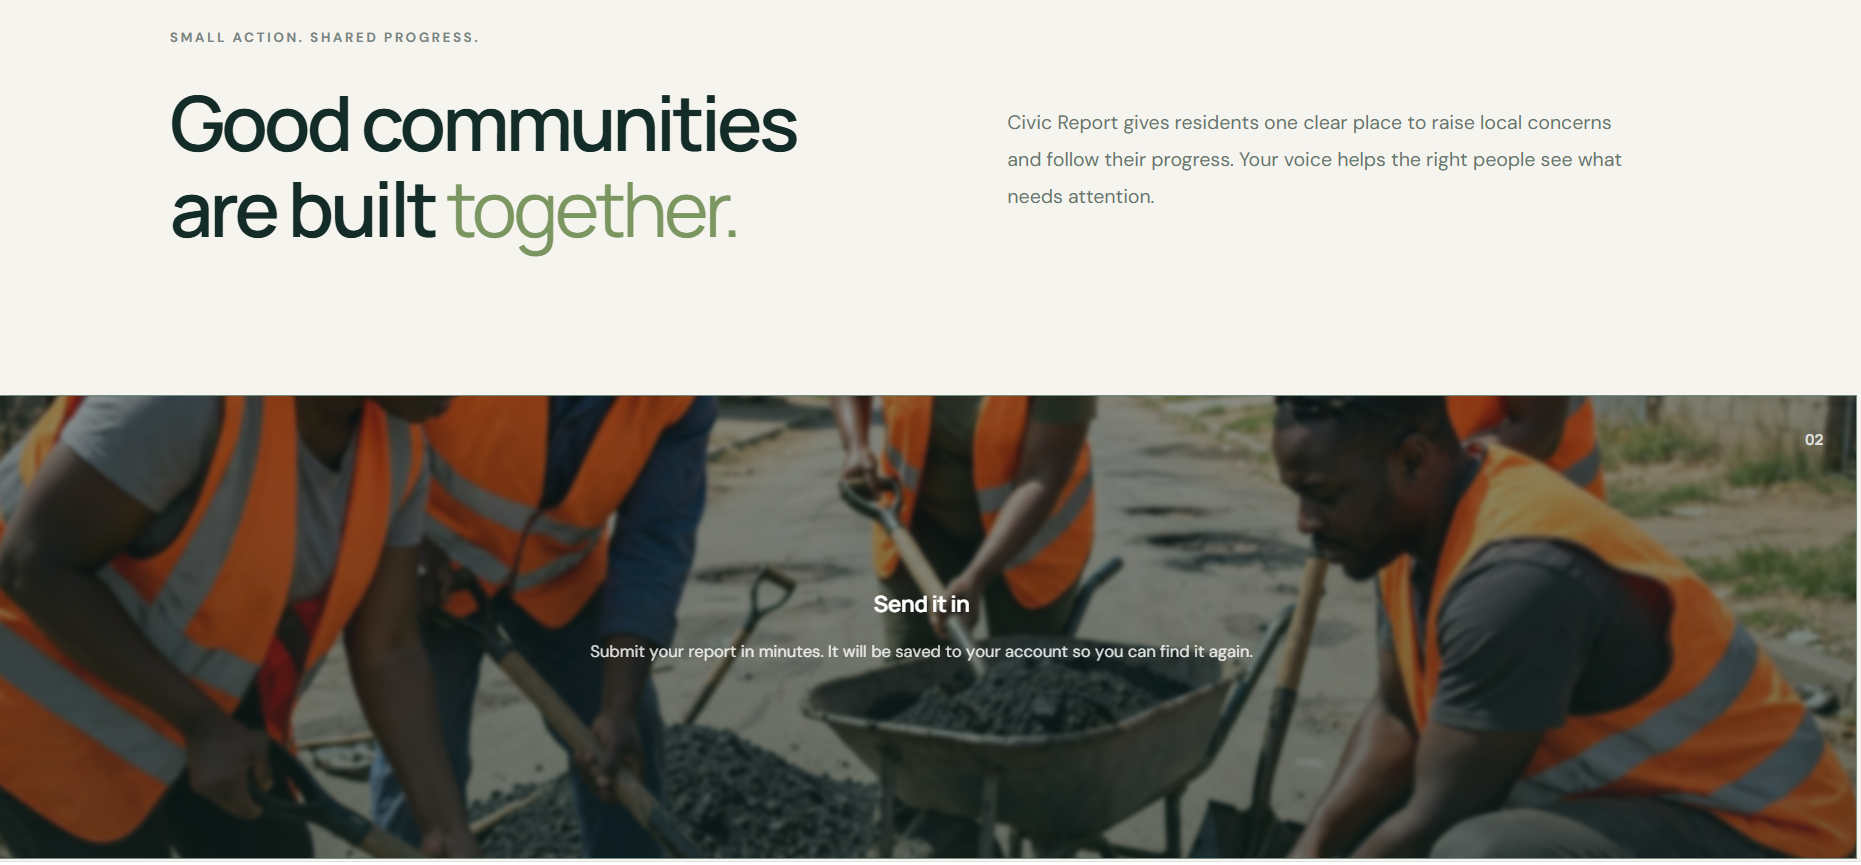 SMALL ACTION. SHARED PROGRESS.
Good communities
are built together.
Civic Report gives residents one clear place to raise local concerns
and follow their progress. Your voice helps the right people see what
needs attention.
02
Send it in
Submit your report in minutes. It will be saved to your account so you can find it again.